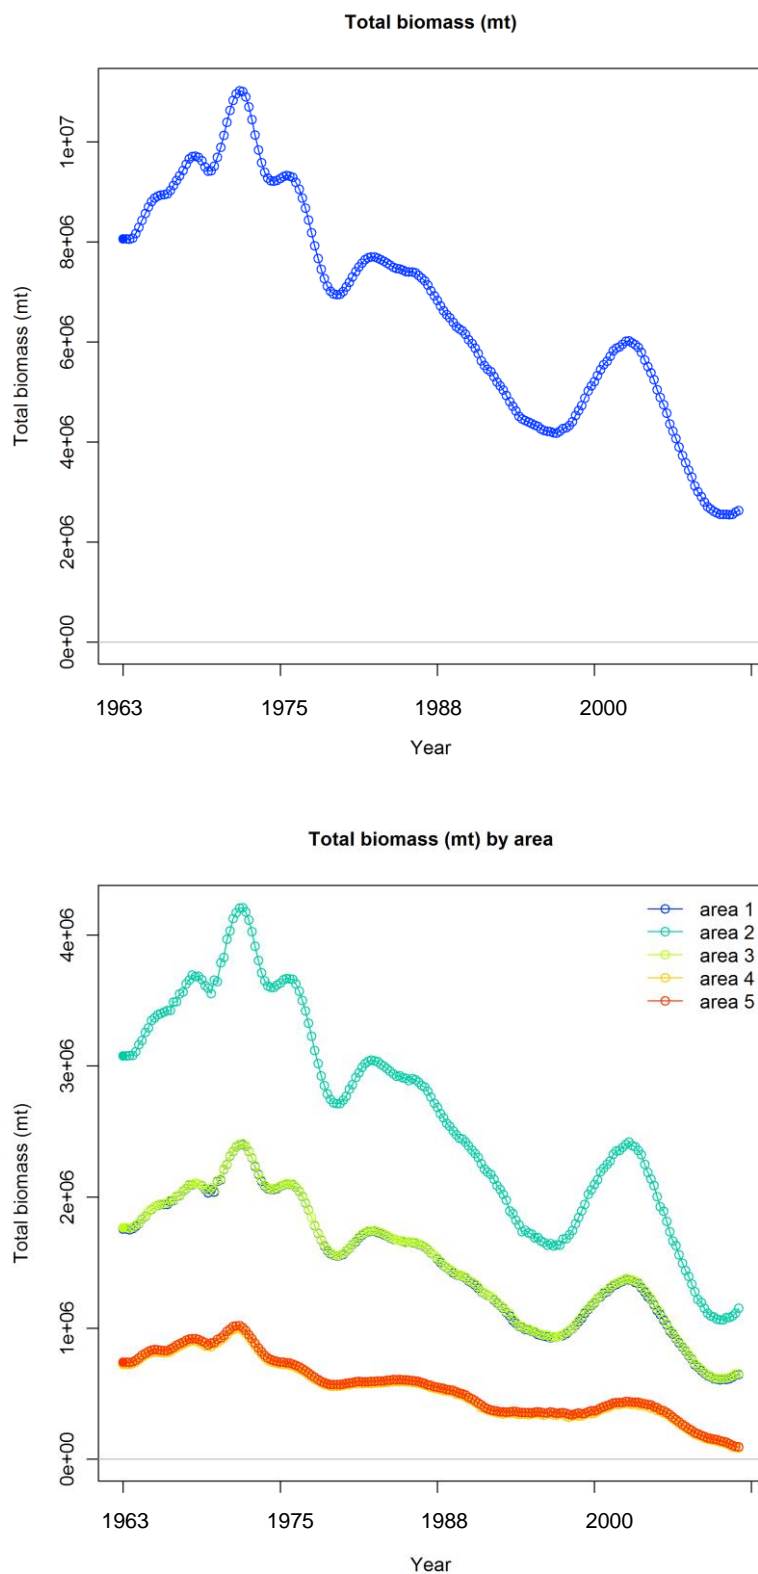 Total biomass (mt)
Total biomass (mt)
1e+07
8e+06
6e+06
4e+06
2e+06
0e+00
1963 1975 1988 2000
Year
Total biomass (mt) by area
Total biomass (mt)
4e+06
3e+06
2e+06
1e+06
0e+00
area 1
area 2
area 3
area 4
area 5
1963 1975 1988 2000
Year